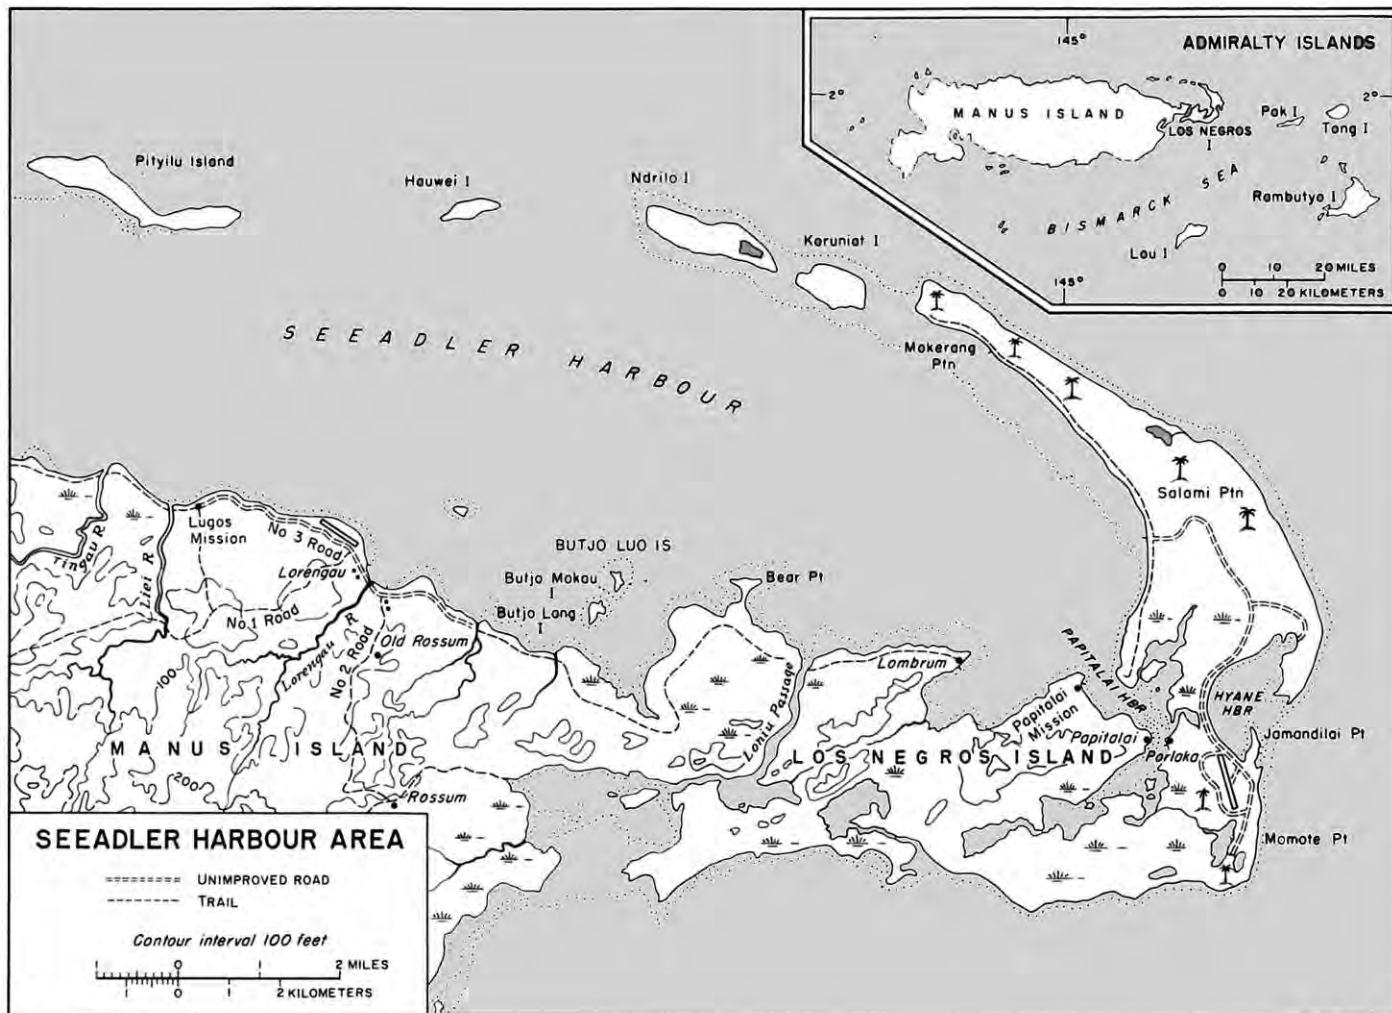 145°
ADMIRALTY ISLANDS
2°
2°
MANUS ISLAND
LOS NEGROS
I
Pak I
Tong I
BISMARCK SEA
Rambutyo I
Lou I
145°
0 10 20 MILES
0 10 20 KILOMETERS
Pityilu Island
Hauwei I
Ndrilo I
Koruniat I
SEEADLER HARBOUR
Mokerang
Ptn
Salami Ptn
Tingau R
Liei R
Lugos
Mission
No 3 Road
Lorengau
No 1 Road
Lorengau R
No 2 Road
Old Rossum
100
2000
MANUS ISLAND
Rossum
BUTJO LUO IS
Butjo Mokau
I
Butjo Lang
I
Bear Pt
Loniu Passage
Lombrum
PAPITALAI HBR
Papitalai
Mission
Papitalai
LOS NEGROS ISLAND
Porlaka
HYANE
HBR
Jamandilai Pt
Momote Pt
SEEADLER HARBOUR AREA
UNIMPROVED ROAD
TRAIL
Contour interval 100 feet
1 0 1 2 MILES
1 0 1 2 KILOMETERS